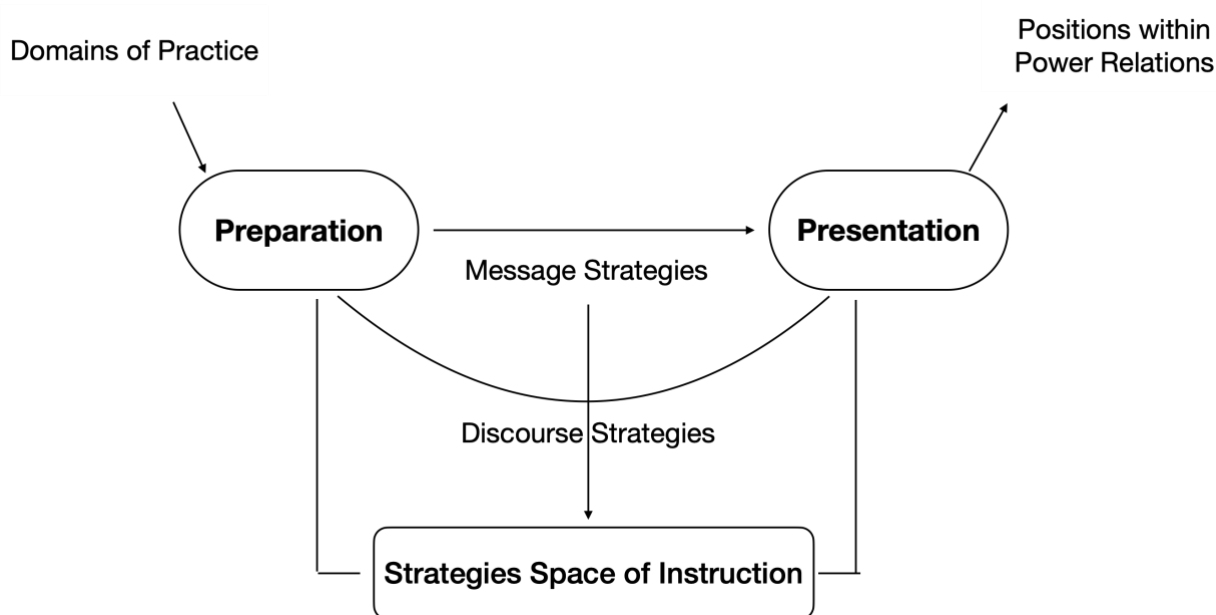 Domains of Practice
Positions within
Power Relations
Preparation
Presentation
Message Strategies
Discourse Strategies
Strategies Space of Instruction